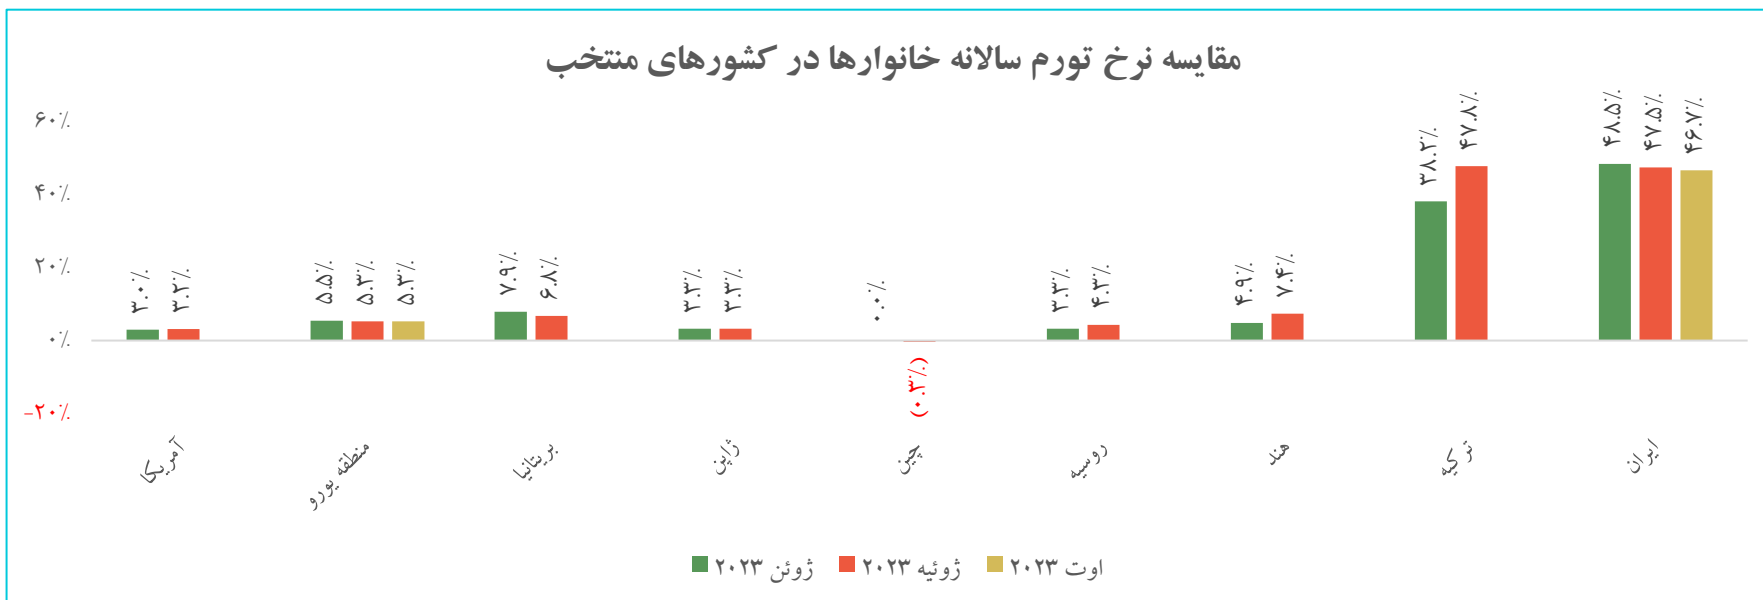 مقایسه نرخ تورم سالانه خانوارها در کشورهای منتخب
۶۰٪
۴۰٪
۲۰٪
۰٪
-۲۰٪
۳.۰٪
۳.۲٪
۵.۵٪
۵.۳٪
۵.۳٪
۷.۹٪
۶.۸٪
۳.۳٪
۳.۳٪
۰.۰٪
(۰.۳٪)
۳.۳٪
۴.۳٪
۴.۹٪
۷.۴٪
۳۸.۲٪
۴۷.۸٪
۴۸.۵٪
۴۷.۵٪
۴۶.۷٪
آمریکا
منطقه یورو
بریتانیا
ژاپن
چین
روسیه
هند
ترکیه
ایران
ژوئن ۲۰۲۳
ژوئیه ۲۰۲۳
اوت ۲۰۲۳